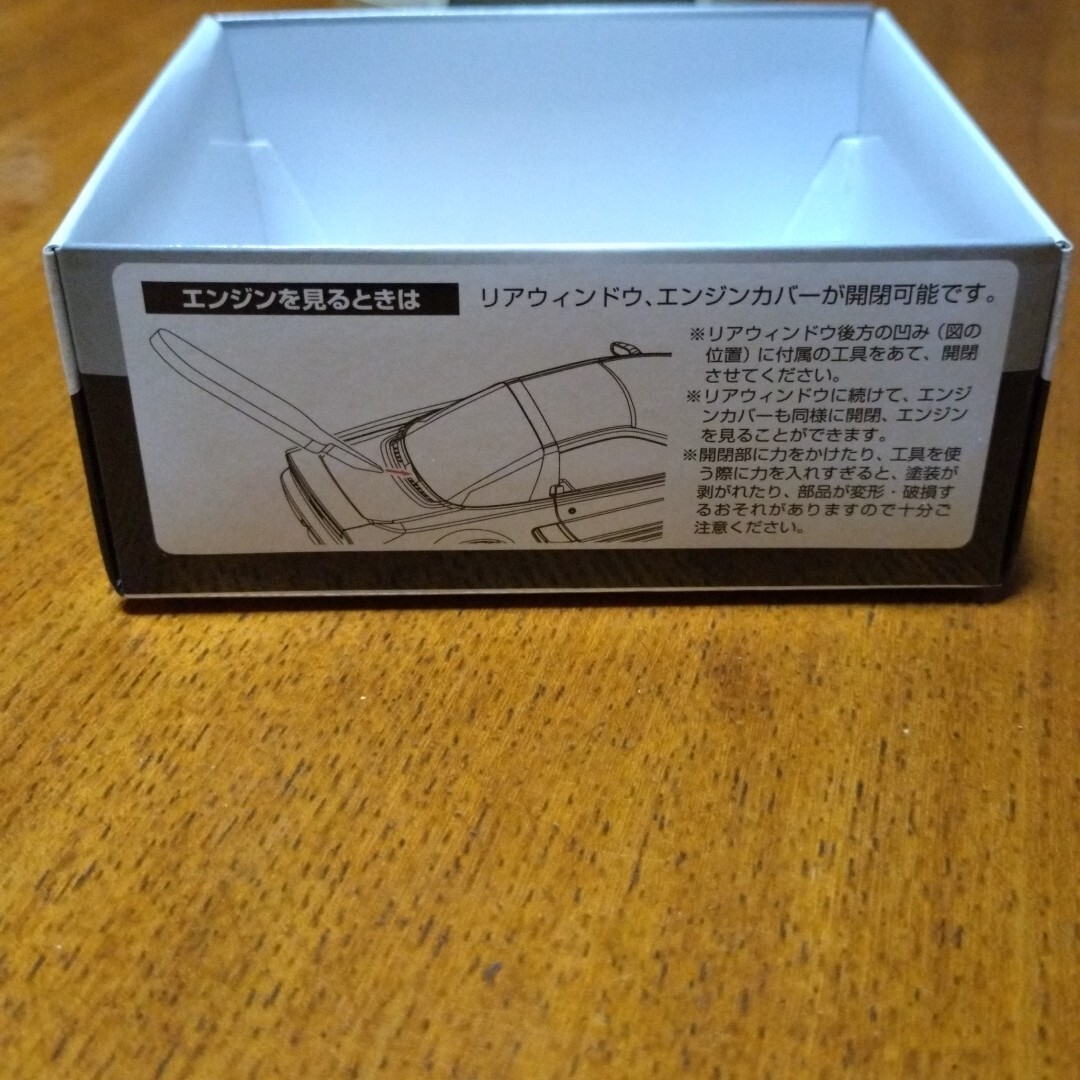 エンジンを見るときは
リアウィンドウ、エンジンカバーが開閉可能です。
※リアウィンドウ後方の凹み（図の
位置）に付属の工具をあて、開閉
させてください。
※リアウィンドウに続けて、エンジ
ンカバーも同様に開閉、エンジン
を見ることができます。
※開閉部に力をかけたり、工具を使
う際に力を入れすぎると、塗装が
剥がれたり、部品が変形・破損す
るおそれがありますので十分ご
注意ください。